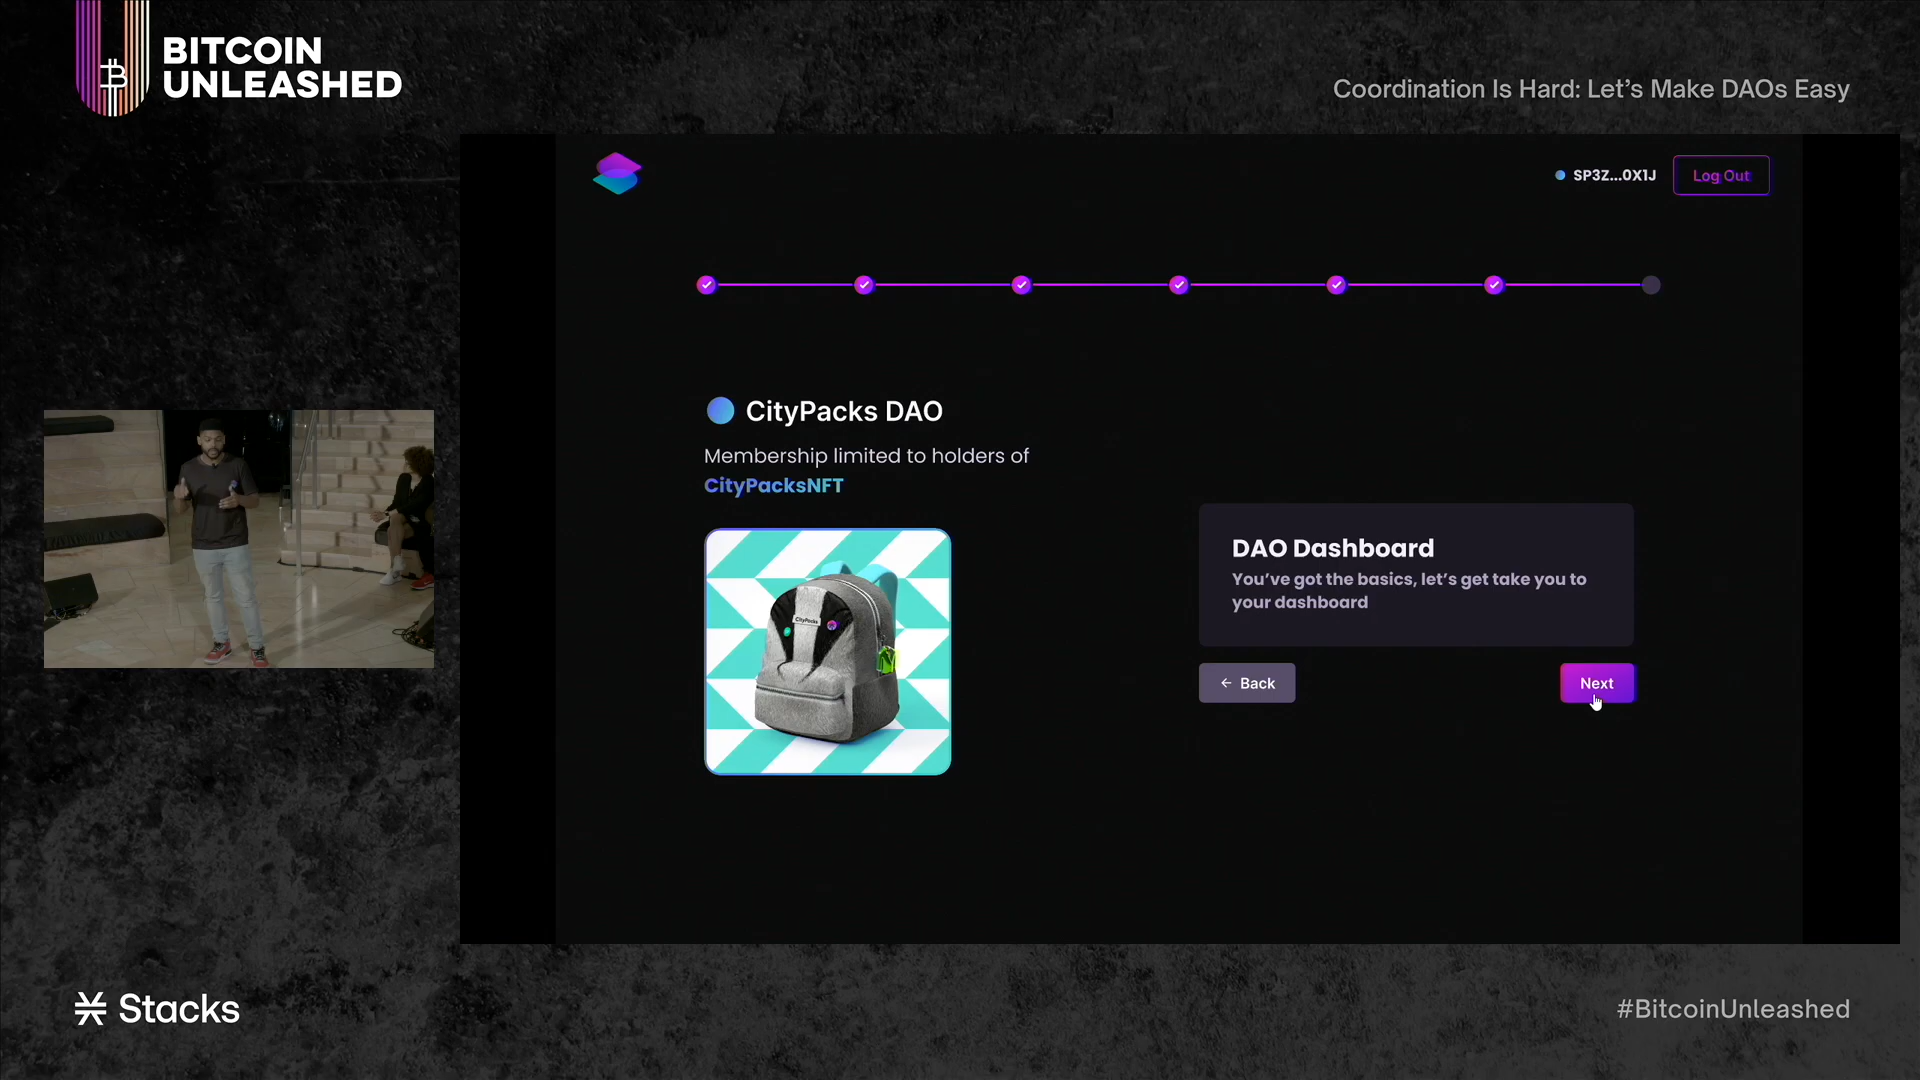 BITCOIN
UNLEASHED
Coordination Is Hard: Let’s Make DAOs Easy
SP3Z...0X1J
Log Out
CityPacks DAO
Membership limited to holders of
CityPacksNFT
CityPacks
DAO Dashboard
You’ve got the basics, let’s get take you to
your dashboard
← Back
Next
Stacks
#BitcoinUnleashed